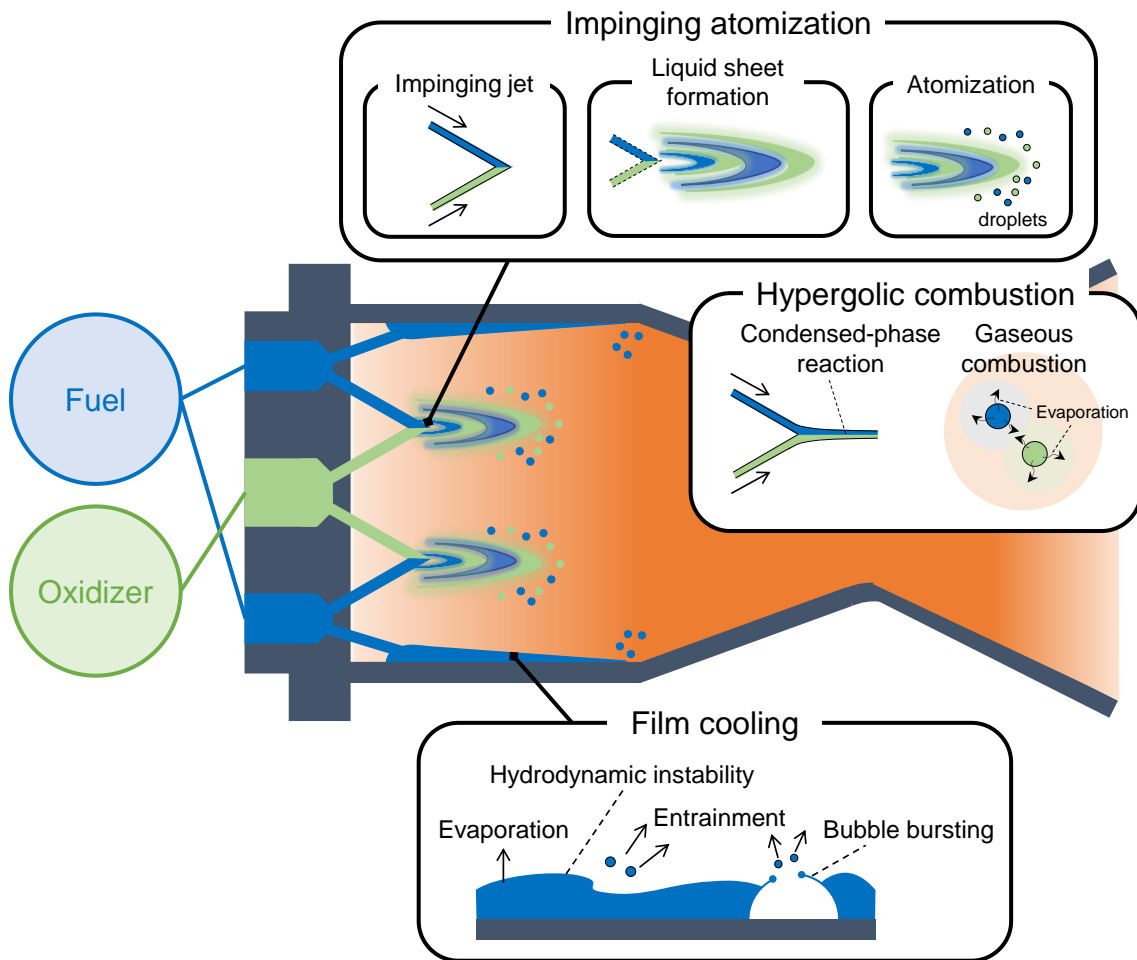 Impinging atomization
Impinging jet
Liquid sheet
formation
Atomization
droplets
Hypergolic combustion
Condensed-phase
reaction
Gaseous
combustion
Evaporation
Fuel
Oxidizer
Film cooling
Hydrodynamic instability
Evaporation
Entrainment
Bubble bursting